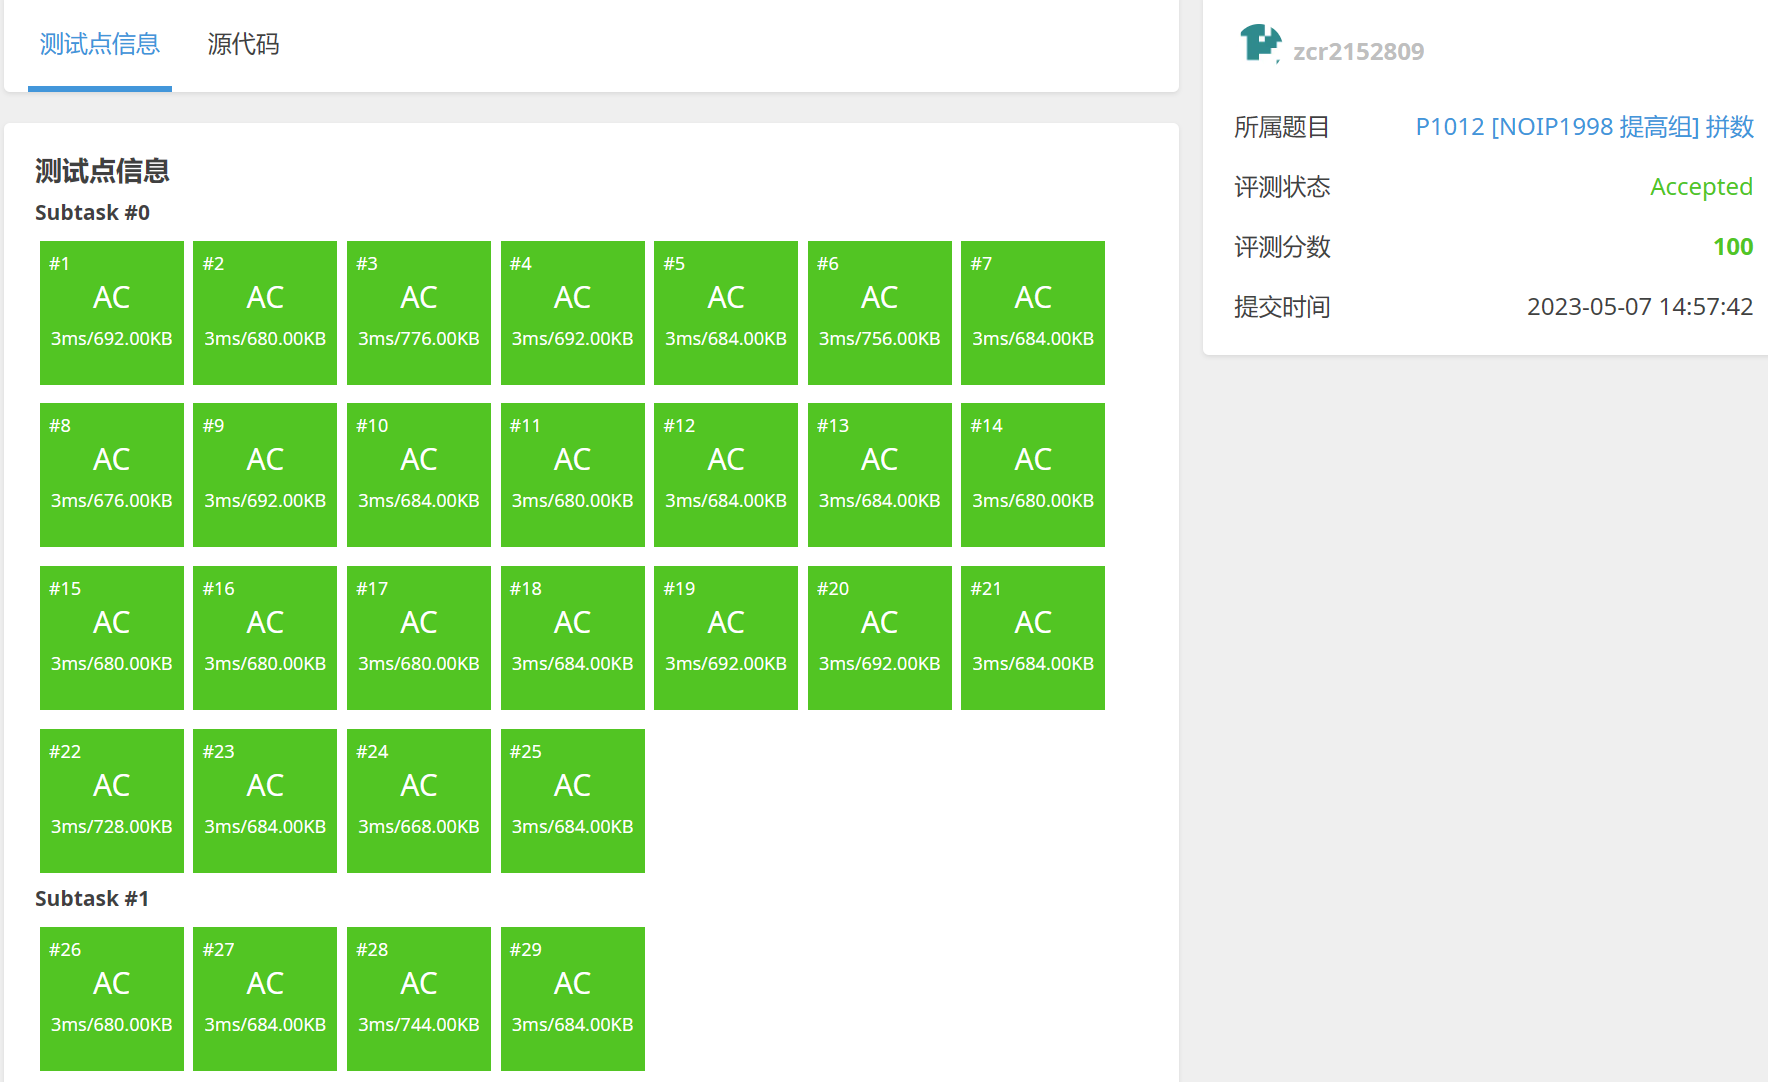 测试点信息 源代码
测试点信息
Subtask #0
#1 #2 #3 #4 #5 #6 #7
AC AC AC AC AC AC AC
3ms/692.00KB 3ms/680.00KB 3ms/776.00KB 3ms/692.00KB 3ms/684.00KB 3ms/756.00KB 3ms/684.00KB
#8 #9 #10 #11 #12 #13 #14
AC AC AC AC AC AC AC
3ms/676.00KB 3ms/692.00KB 3ms/684.00KB 3ms/680.00KB 3ms/684.00KB 3ms/684.00KB 3ms/680.00KB
#15 #16 #17 #18 #19 #20 #21
AC AC AC AC AC AC AC
3ms/680.00KB 3ms/680.00KB 3ms/680.00KB 3ms/684.00KB 3ms/692.00KB 3ms/692.00KB 3ms/684.00KB
#22 #23 #24 #25
AC AC AC AC
3ms/728.00KB 3ms/684.00KB 3ms/668.00KB 3ms/684.00KB
Subtask #1
#26 #27 #28 #29
AC AC AC AC
3ms/680.00KB 3ms/684.00KB 3ms/744.00KB 3ms/684.00KB
zcr2152809
所属题目 P1012 [NOIP1998 提高组] 拼数
评测状态 Accepted
评测分数 100
提交时间 2023-05-07 14:57:42